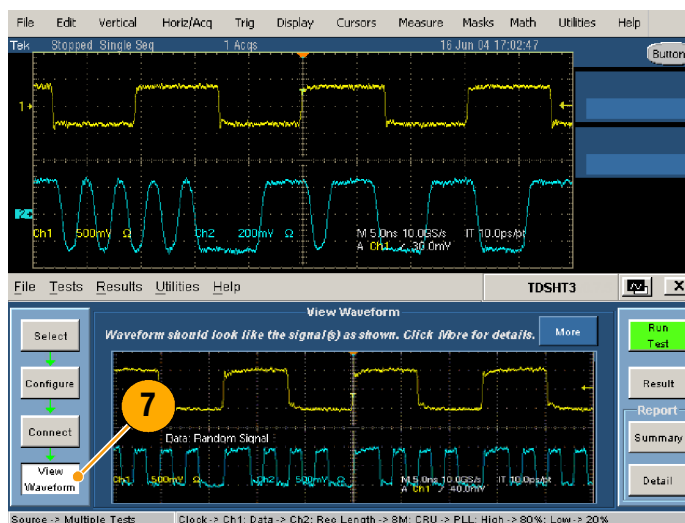 File Edit Vertical Horiz/Acq Trig Display Cursors Measure Masks Math Utilities Help
Tek Stopped Single Seq 1 Acqs 16 Jun 04 17:02:47
Button
1
2
Ch1 500mV Ω Ch2 200mV Ω M 5.0ns 10.0GS/s IT 10.0ps/pt
A Ch1 ⁄ 30.0mV
File Tests Results Utilities Help TDSHT3 X
View Waveform
Waveform should look like the signal(s) as shown. Click More for details. More
Select
Configure
Connect
View
Waveform
7
Data: Random Signal
Ch1 500mV Ω Ch2 500mV Ω M 5.0ns 10.0GS/s IT 10.0ps/pt
A Ch1 ⁄ 40.0mV
Run
Test
Result
Report
Summary
Detail
Source -> Multiple Tests Clock -> Ch1: Data -> Ch2: Rec Length -> 8M: CRU -> PLL: High -> 80%: Low -> 20%